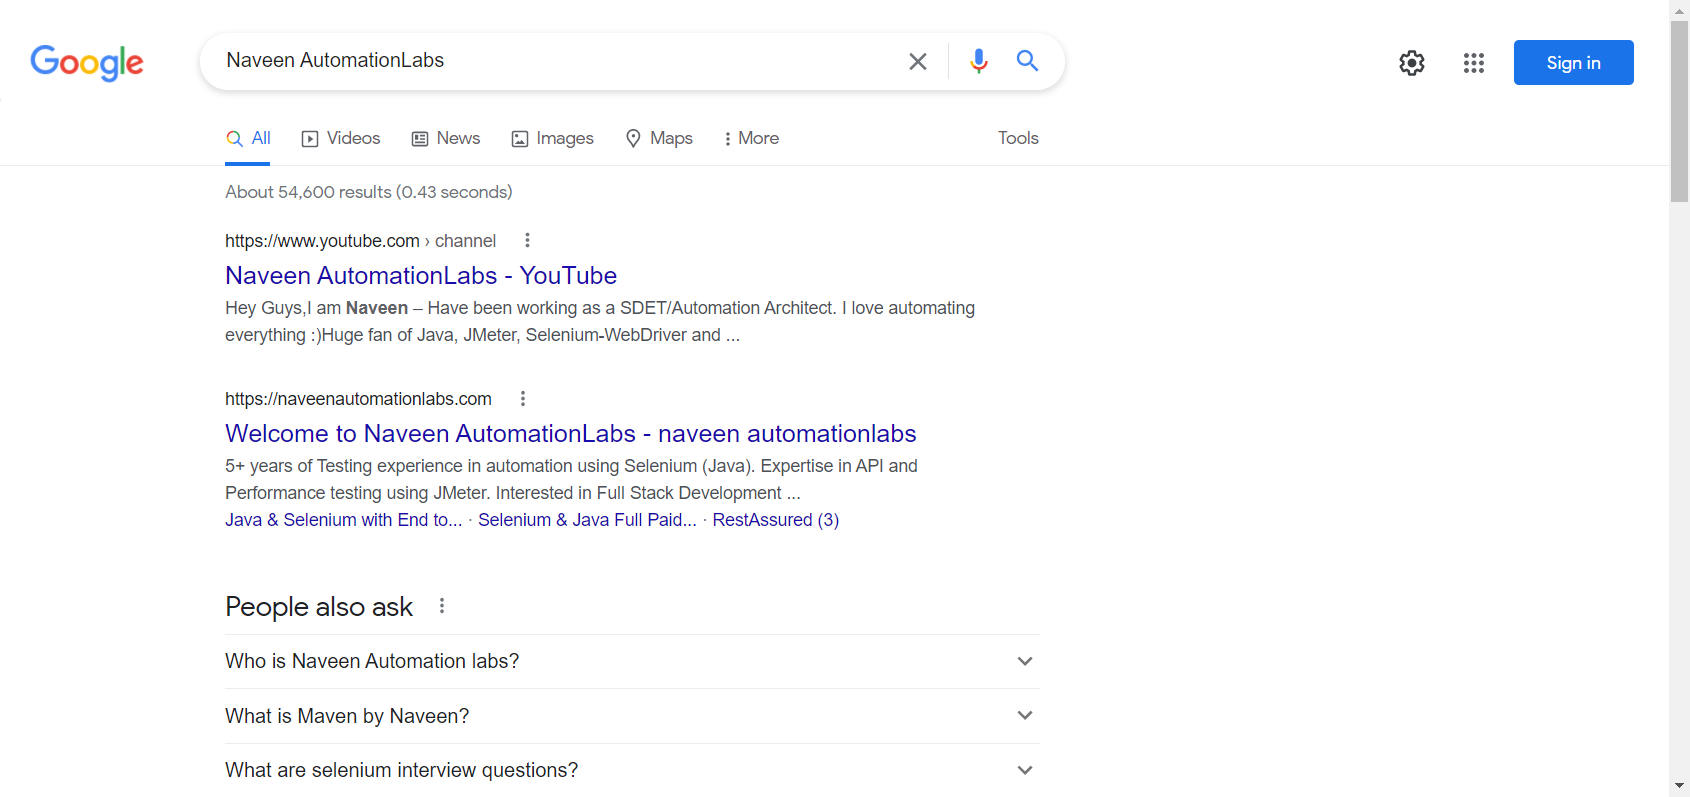 Google
Naveen AutomationLabs
Sign in
All Videos News Images Maps More Tools
About 54,600 results (0.43 seconds)
https://www.youtube.com › channel
Naveen AutomationLabs - YouTube
Hey Guys,I am Naveen – Have been working as a SDET/Automation Architect. I love automating
everything :)Huge fan of Java, JMeter, Selenium-WebDriver and ...
https://naveenautomationlabs.com
Welcome to Naveen AutomationLabs - naveen automationlabs
5+ years of Testing experience in automation using Selenium (Java). Expertise in API and
Performance testing using JMeter. Interested in Full Stack Development ...
Java & Selenium with End to... · Selenium & Java Full Paid... · RestAssured (3)
People also ask
Who is Naveen Automation labs?
What is Maven by Naveen?
What are selenium interview questions?